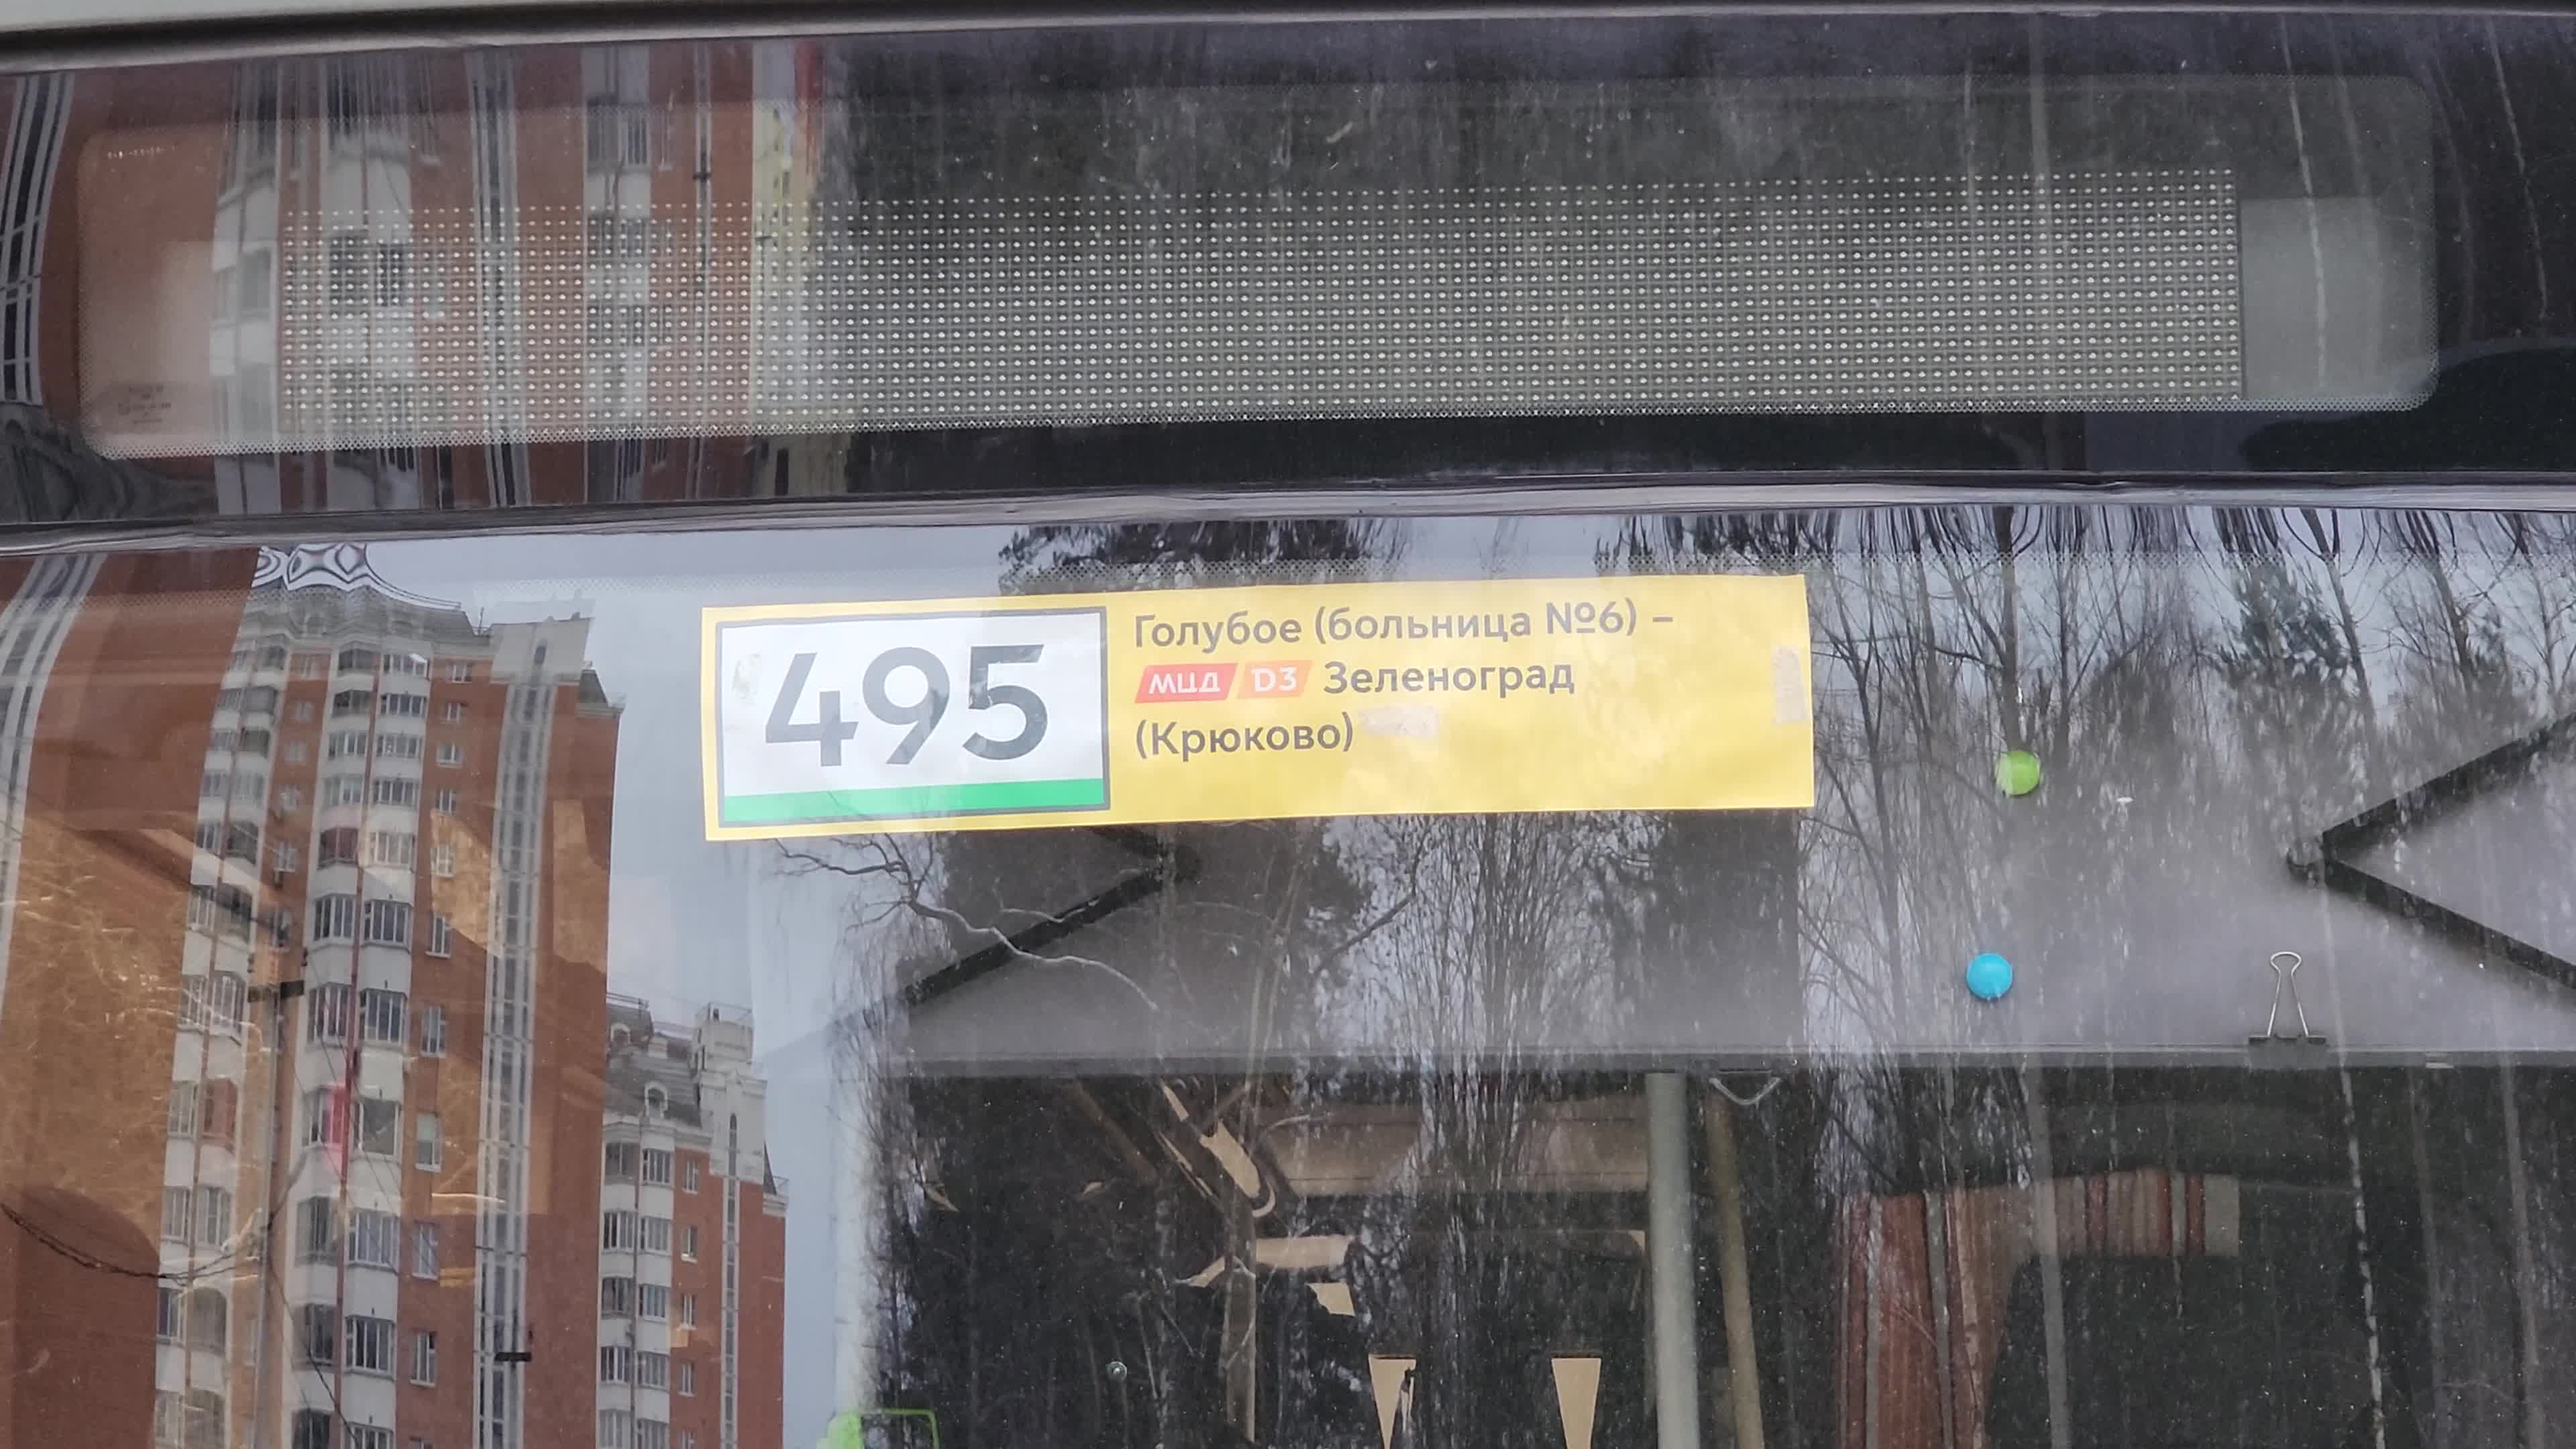 495
Голубое (больница №6) –
МЦД D3 Зеленоград
(Крюково)